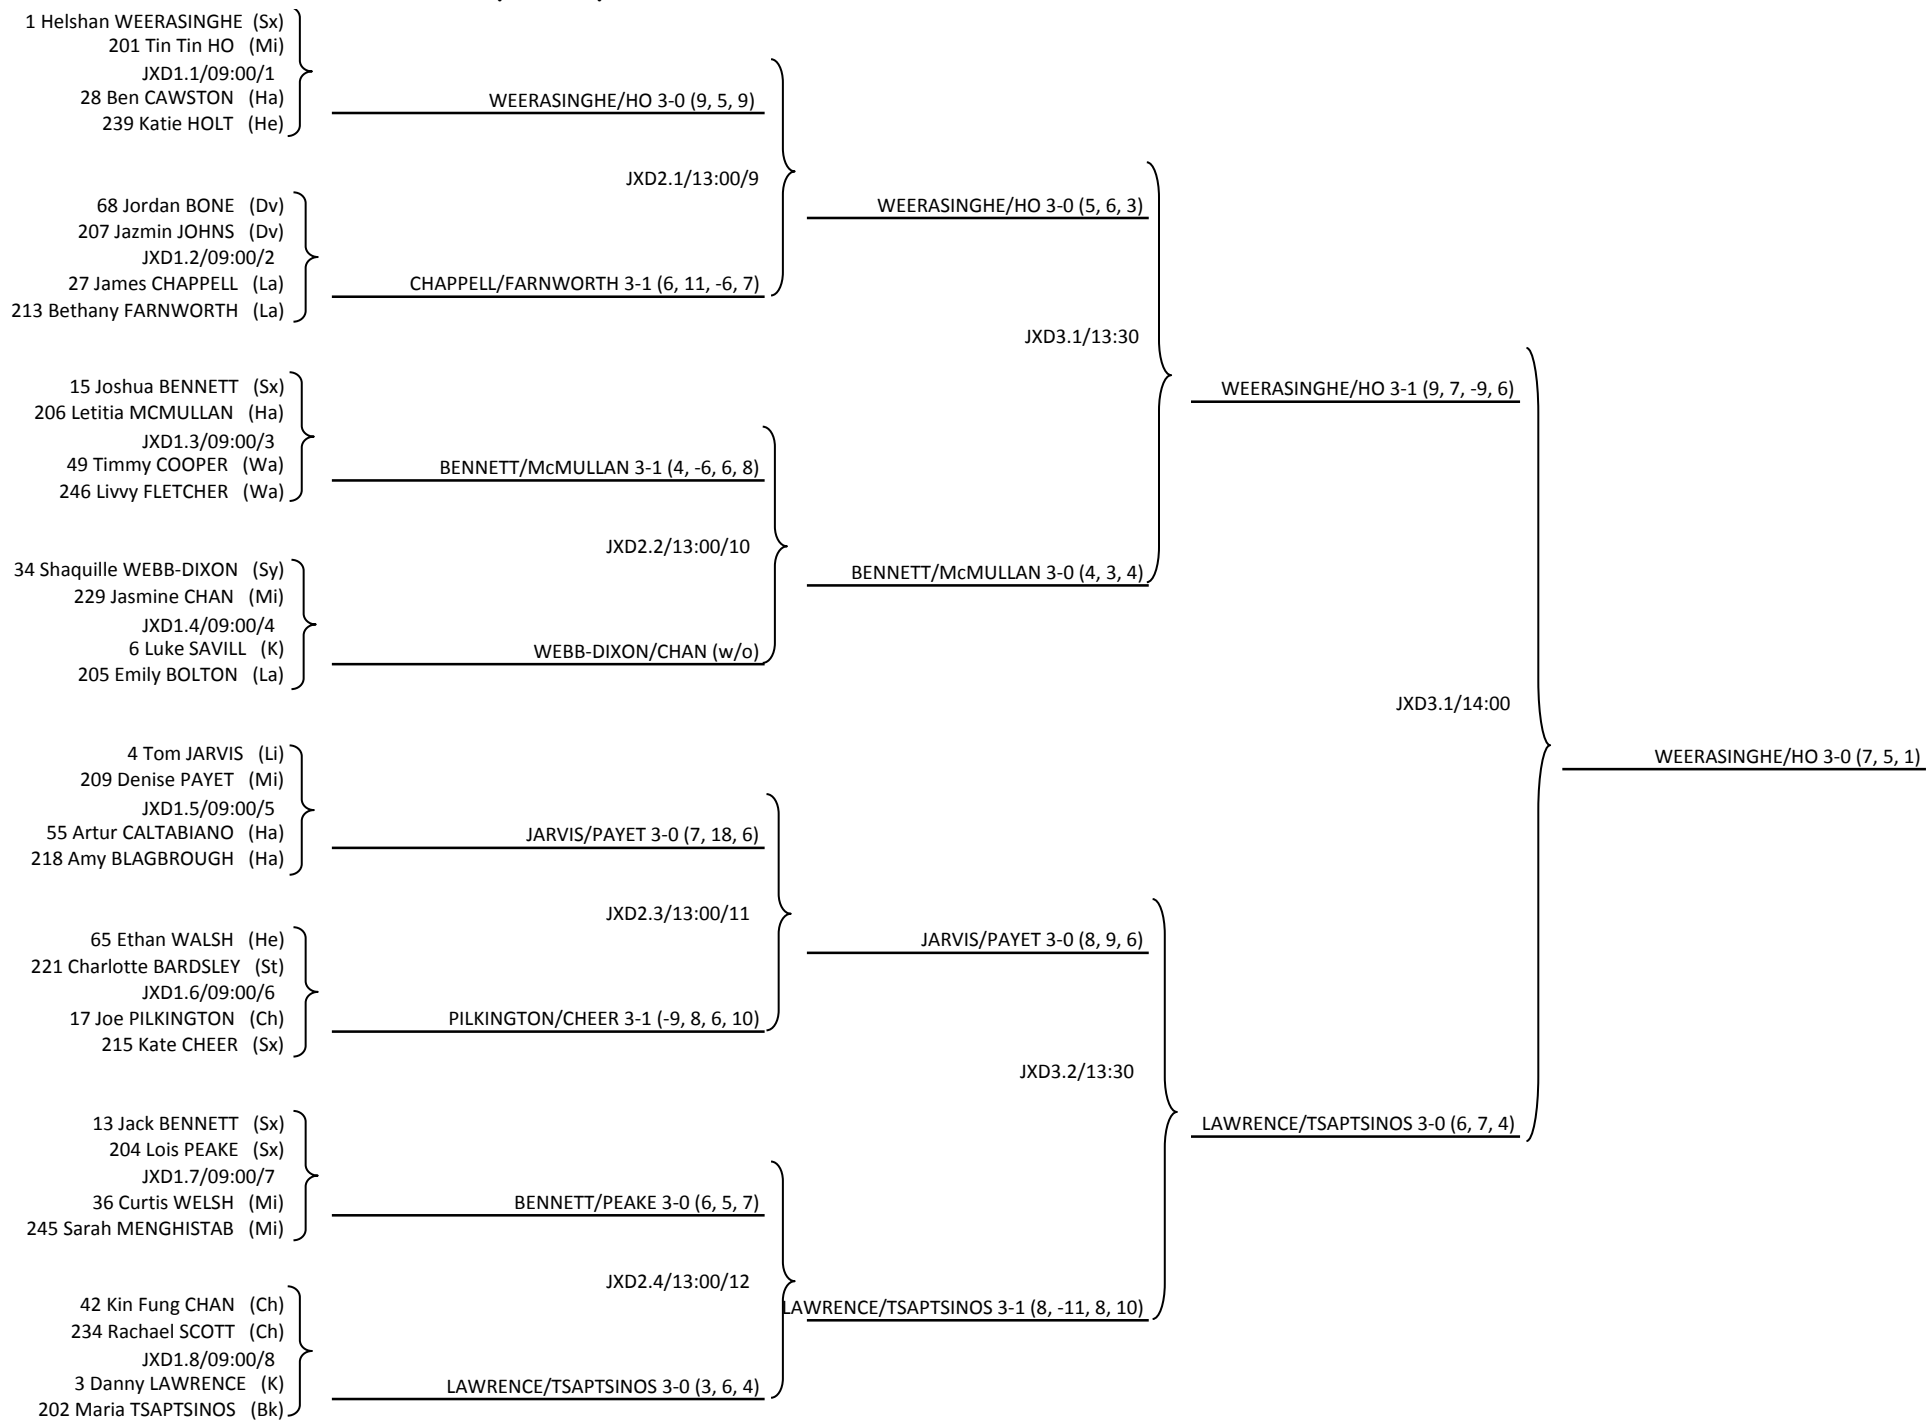 1 Helshan WEERASINGHE (Sx)
201 Tin Tin HO (Mi)
JXD1.1/09:00/1
28 Ben CAWSTON (Ha)
239 Katie HOLT (He)
WEERASINGHE/HO 3-0 (9, 5, 9)
JXD2.1/13:00/9
68 Jordan BONE (Dv)
207 Jazmin JOHNS (Dv)
JXD1.2/09:00/2
27 James CHAPPELL (La)
213 Bethany FARNWORTH (La)
CHAPPELL/FARNWORTH 3-1 (6, 11, -6, 7)
WEERASINGHE/HO 3-0 (5, 6, 3)
JXD3.1/13:30
15 Joshua BENNETT (Sx)
206 Letitia MCMULLAN (Ha)
JXD1.3/09:00/3
49 Timmy COOPER (Wa)
246 Livvy FLETCHER (Wa)
BENNETT/McMULLAN 3-1 (4, -6, 6, 8)
JXD2.2/13:00/10
34 Shaquille WEBB-DIXON (Sy)
229 Jasmine CHAN (Mi)
JXD1.4/09:00/4
6 Luke SAVILL (K)
205 Emily BOLTON (La)
WEBB-DIXON/CHAN (w/o)
BENNETT/McMULLAN 3-0 (4, 3, 4)
WEERASINGHE/HO 3-1 (9, 7, -9, 6)
JXD3.1/14:00
WEERASINGHE/HO 3-0 (7, 5, 1)
4 Tom JARVIS (Li)
209 Denise PAYET (Mi)
JXD1.5/09:00/5
55 Artur CALTABIANO (Ha)
218 Amy BLAGBROUGH (Ha)
JARVIS/PAYET 3-0 (7, 18, 6)
JXD2.3/13:00/11
65 Ethan WALSH (He)
221 Charlotte BARDSLEY (St)
JXD1.6/09:00/6
17 Joe PILKINGTON (Ch)
215 Kate CHEER (Sx)
PILKINGTON/CHEER 3-1 (-9, 8, 6, 10)
JARVIS/PAYET 3-0 (8, 9, 6)
JXD3.2/13:30
LAWRENCE/TSAPTSINOS 3-0 (6, 7, 4)
13 Jack BENNETT (Sx)
204 Lois PEAKE (Sx)
JXD1.7/09:00/7
36 Curtis WELSH (Mi)
245 Sarah MENGHISTAB (Mi)
BENNETT/PEAKE 3-0 (6, 5, 7)
JXD2.4/13:00/12
LAWRENCE/TSAPTSINOS 3-1 (8, -11, 8, 10)
42 Kin Fung CHAN (Ch)
234 Rachael SCOTT (Ch)
JXD1.8/09:00/8
3 Danny LAWRENCE (K)
202 Maria TSAPTSINOS (Bk)
LAWRENCE/TSAPTSINOS 3-0 (3, 6, 4)